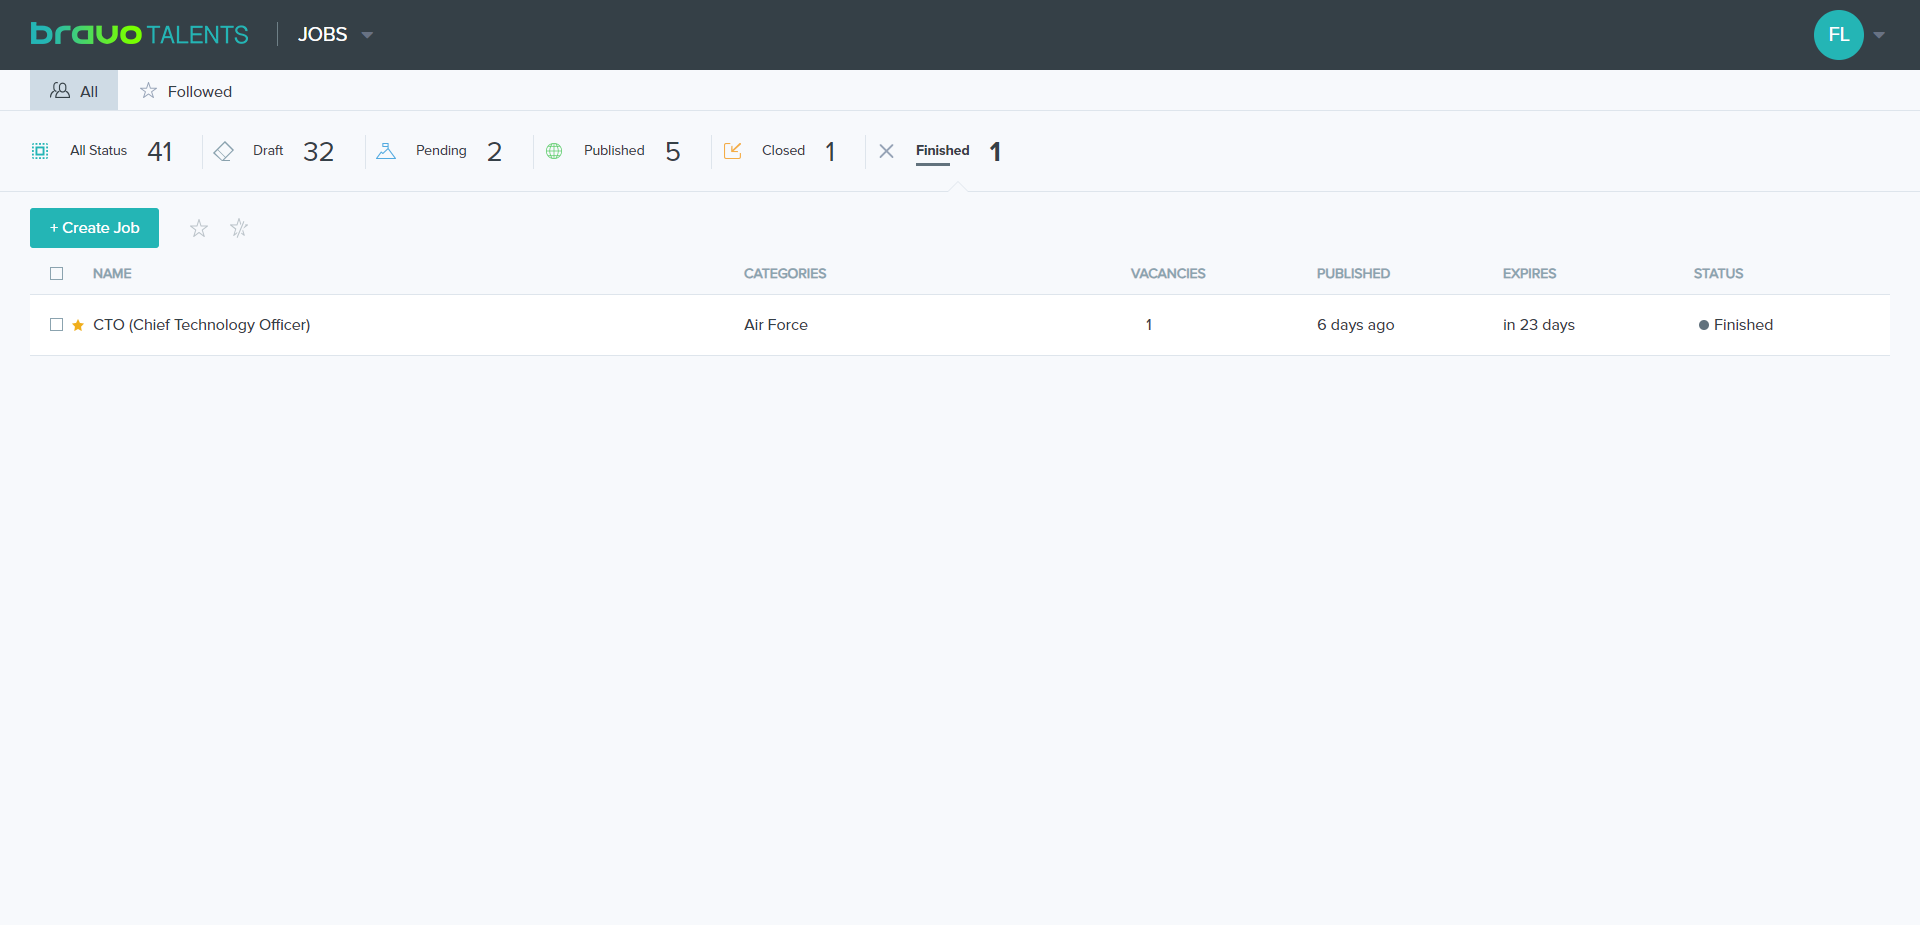 bravo TALENTS JOBS FL
All Followed
All Status 41 Draft 32 Pending 2 Published 5 Closed 1 Finished 1
+ Create Job
NAME CATEGORIES VACANCIES PUBLISHED EXPIRES STATUS
CTO (Chief Technology Officer) Air Force 1 6 days ago in 23 days Finished